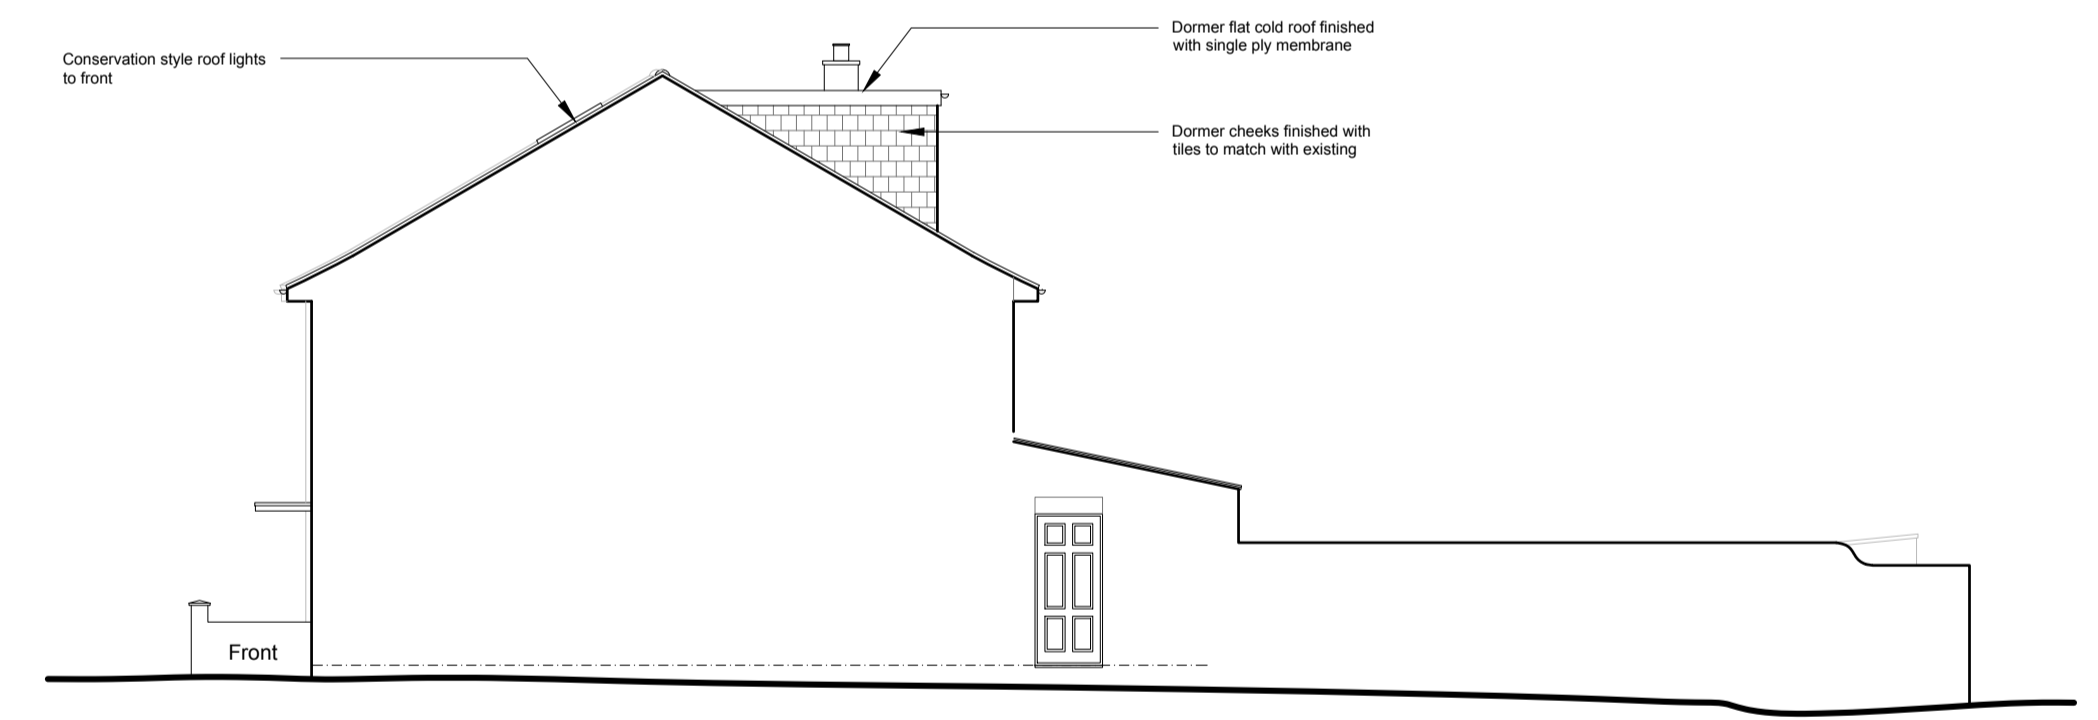 Conservation style roof lights
to front
Dormer flat cold roof finished
with single ply membrane
Dormer cheeks finished with
tiles to match with existing
Front